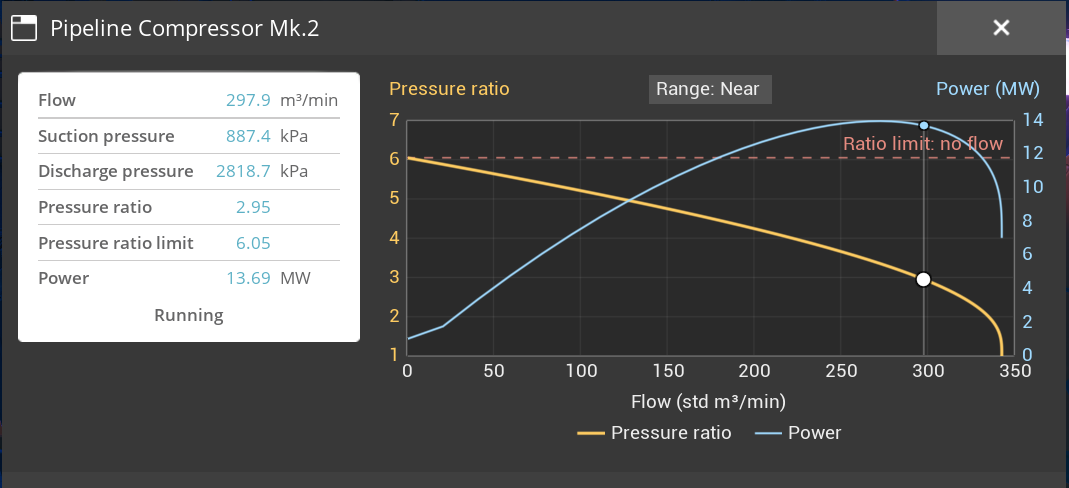 Pipeline Compressor Mk.2
Flow 297.9 m³/min
Suction pressure 887.4 kPa
Discharge pressure 2818.7 kPa
Pressure ratio 2.95
Pressure ratio limit 6.05
Power 13.69 MW
Running
Pressure ratio Range: Near Power (MW)
7 14
Ratio limit: no flow
6 12
5 10
4 8
6
3 4
2 2
1 0
0 50 100 150 200 250 300 350
Flow (std m³/min)
Pressure ratio Power